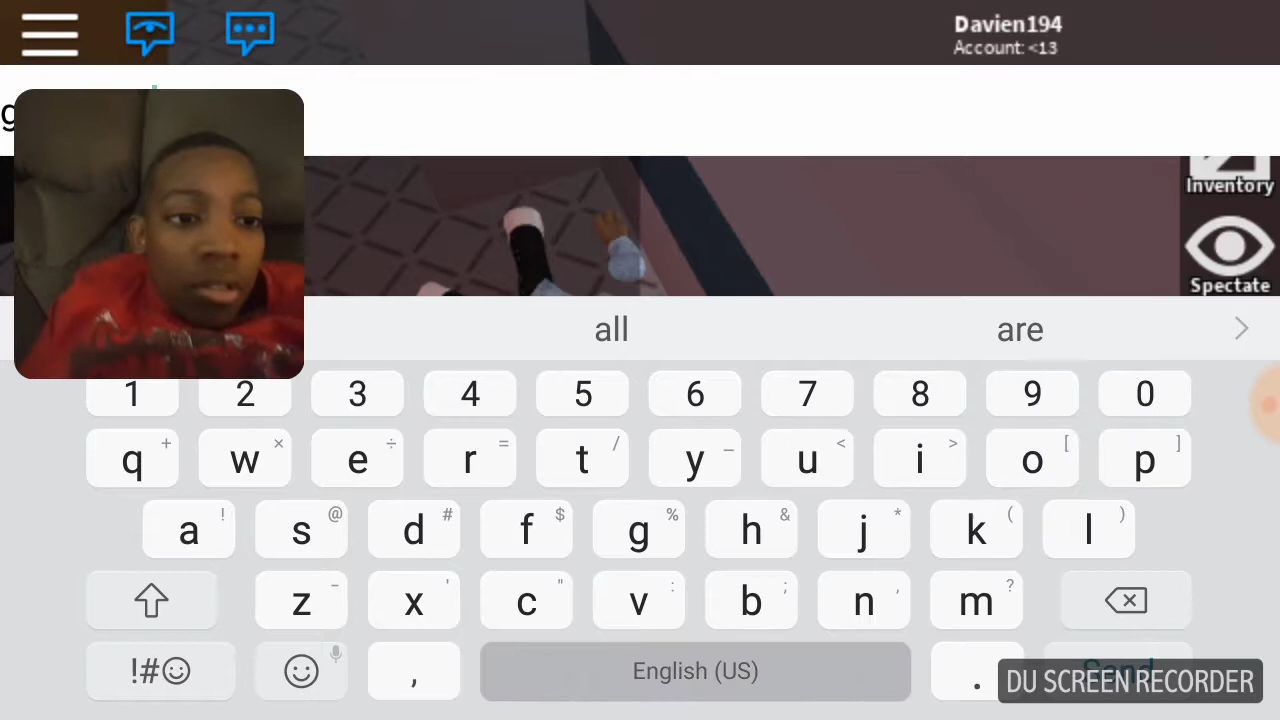 Davien194
Account: <13
g
Inventory
Spectate
all are
1 2 3 4 5 6 7 8 9 0
q + w × e ÷ r = t / y _ u < i > o [ p ]
a ! s @ d # f $ g % h & j * k ( l )
z - x ' c " v : b ; n , m ?
!# , English (US) . Send
DU SCREEN RECORDER